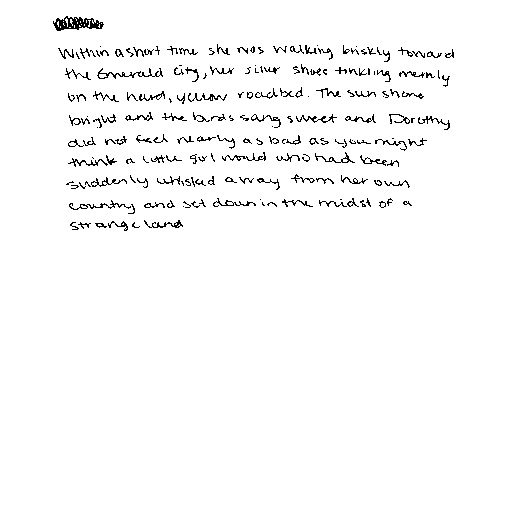 Within a short time she was walking briskly toward
the Emerald City, her silver shoes tinkling merrily
on the hard, yellow roadbed. The sun shone
bright and the birds sang sweet and Dorothy
did not feel nearly as bad as you might
think a little girl would who had been
suddenly whisked away from her own
country and set down in the midst of a
strange land